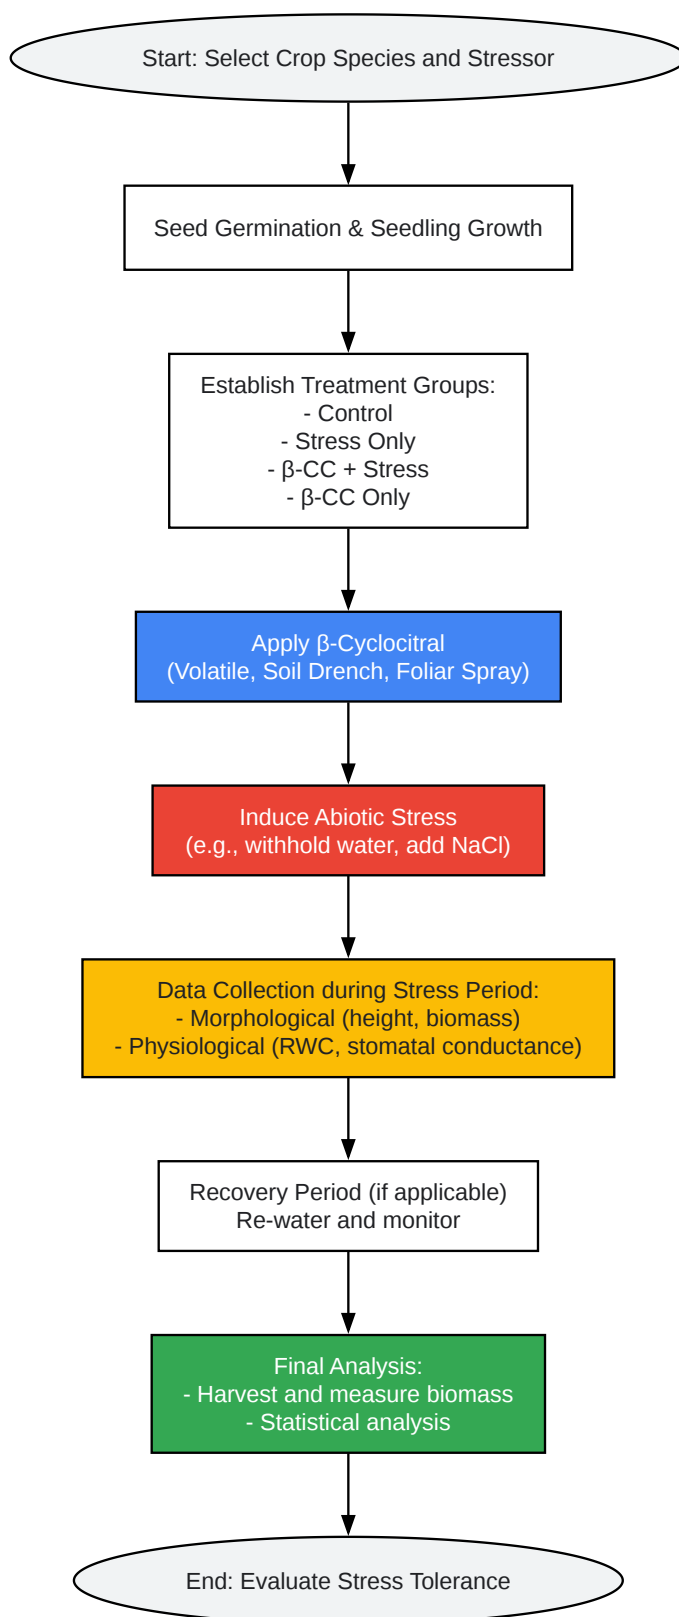 Start: Select Crop Species and Stressor
Seed Germination & Seedling Growth
Establish Treatment Groups:
- Control
- Stress Only
- β-CC + Stress
- β-CC Only
Apply β-Cyclocitral
(Volatile, Soil Drench, Foliar Spray)
Induce Abiotic Stress
(e.g., withhold water, add NaCl)
Data Collection during Stress Period:
- Morphological (height, biomass)
- Physiological (RWC, stomatal conductance)
Recovery Period (if applicable)
Re-water and monitor
Final Analysis:
- Harvest and measure biomass
- Statistical analysis
End: Evaluate Stress Tolerance